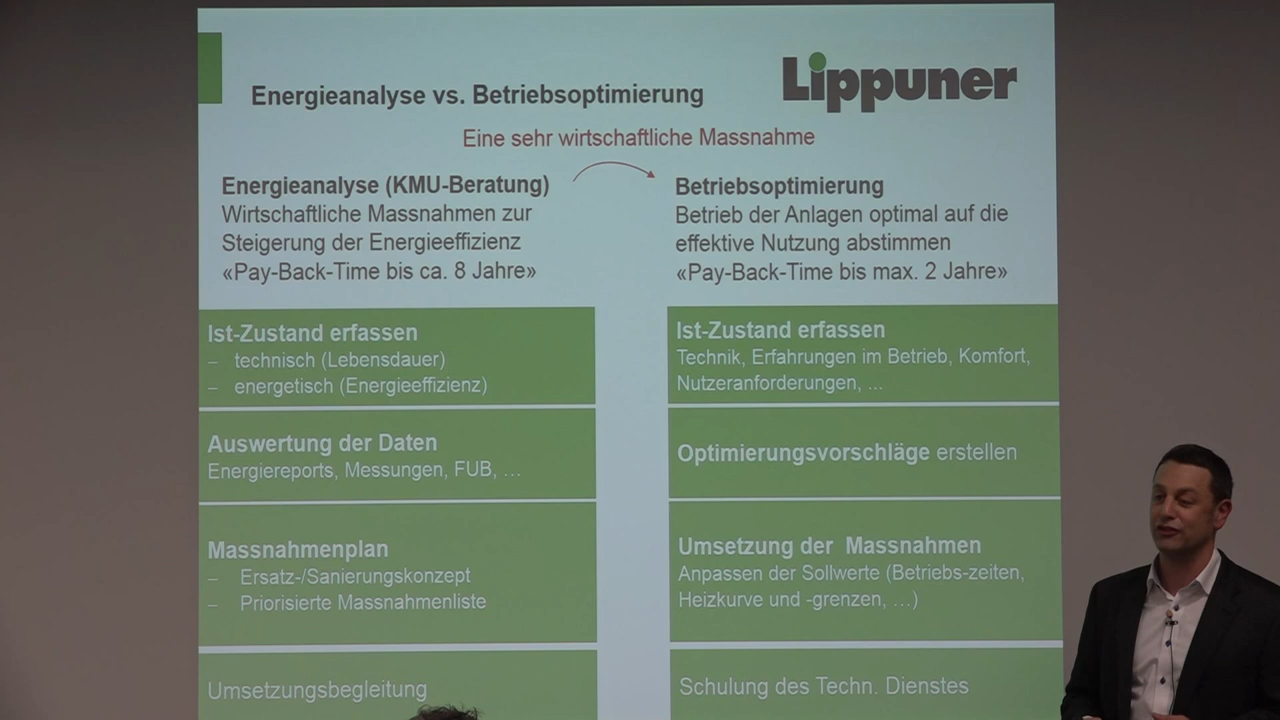 Lippuner
Energieanalyse vs. Betriebsoptimierung
Eine sehr wirtschaftliche Massnahme
Energieanalyse (KMU-Beratung)
Wirtschaftliche Massnahmen zur
Steigerung der Energieeffizienz
«Pay-Back-Time bis ca. 8 Jahre»
Betriebsoptimierung
Betrieb der Anlagen optimal auf die
effektive Nutzung abstimmen
«Pay-Back-Time bis max. 2 Jahre»
Ist-Zustand erfassen
– technisch (Lebensdauer)
– energetisch (Energieeffizienz)
Auswertung der Daten
Energiereports, Messungen, FUB, …
Massnahmenplan
– Ersatz-/Sanierungskonzept
– Priorisierte Massnahmenliste
Umsetzungsbegleitung
Ist-Zustand erfassen
Technik, Erfahrungen im Betrieb, Komfort,
Nutzeranforderungen, ...
Optimierungsvorschläge erstellen
Umsetzung der Massnahmen
Anpassen der Sollwerte (Betriebs-zeiten,
Heizkurve und -grenzen, …)
Schulung des Techn. Dienstes